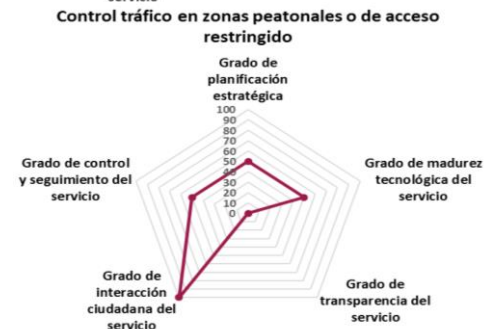 servicio
Control tráfico en zonas peatonales o de acceso
restringido
Grado de
planificación
estratégica
100
90
80
70
60
50
40
30
20
10
0
Grado de madurez
tecnológica del
servicio
Grado de
transparencia del
servicio
Grado de
interacción
ciudadana del
servicio
Grado de control
y seguimiento del
servicio